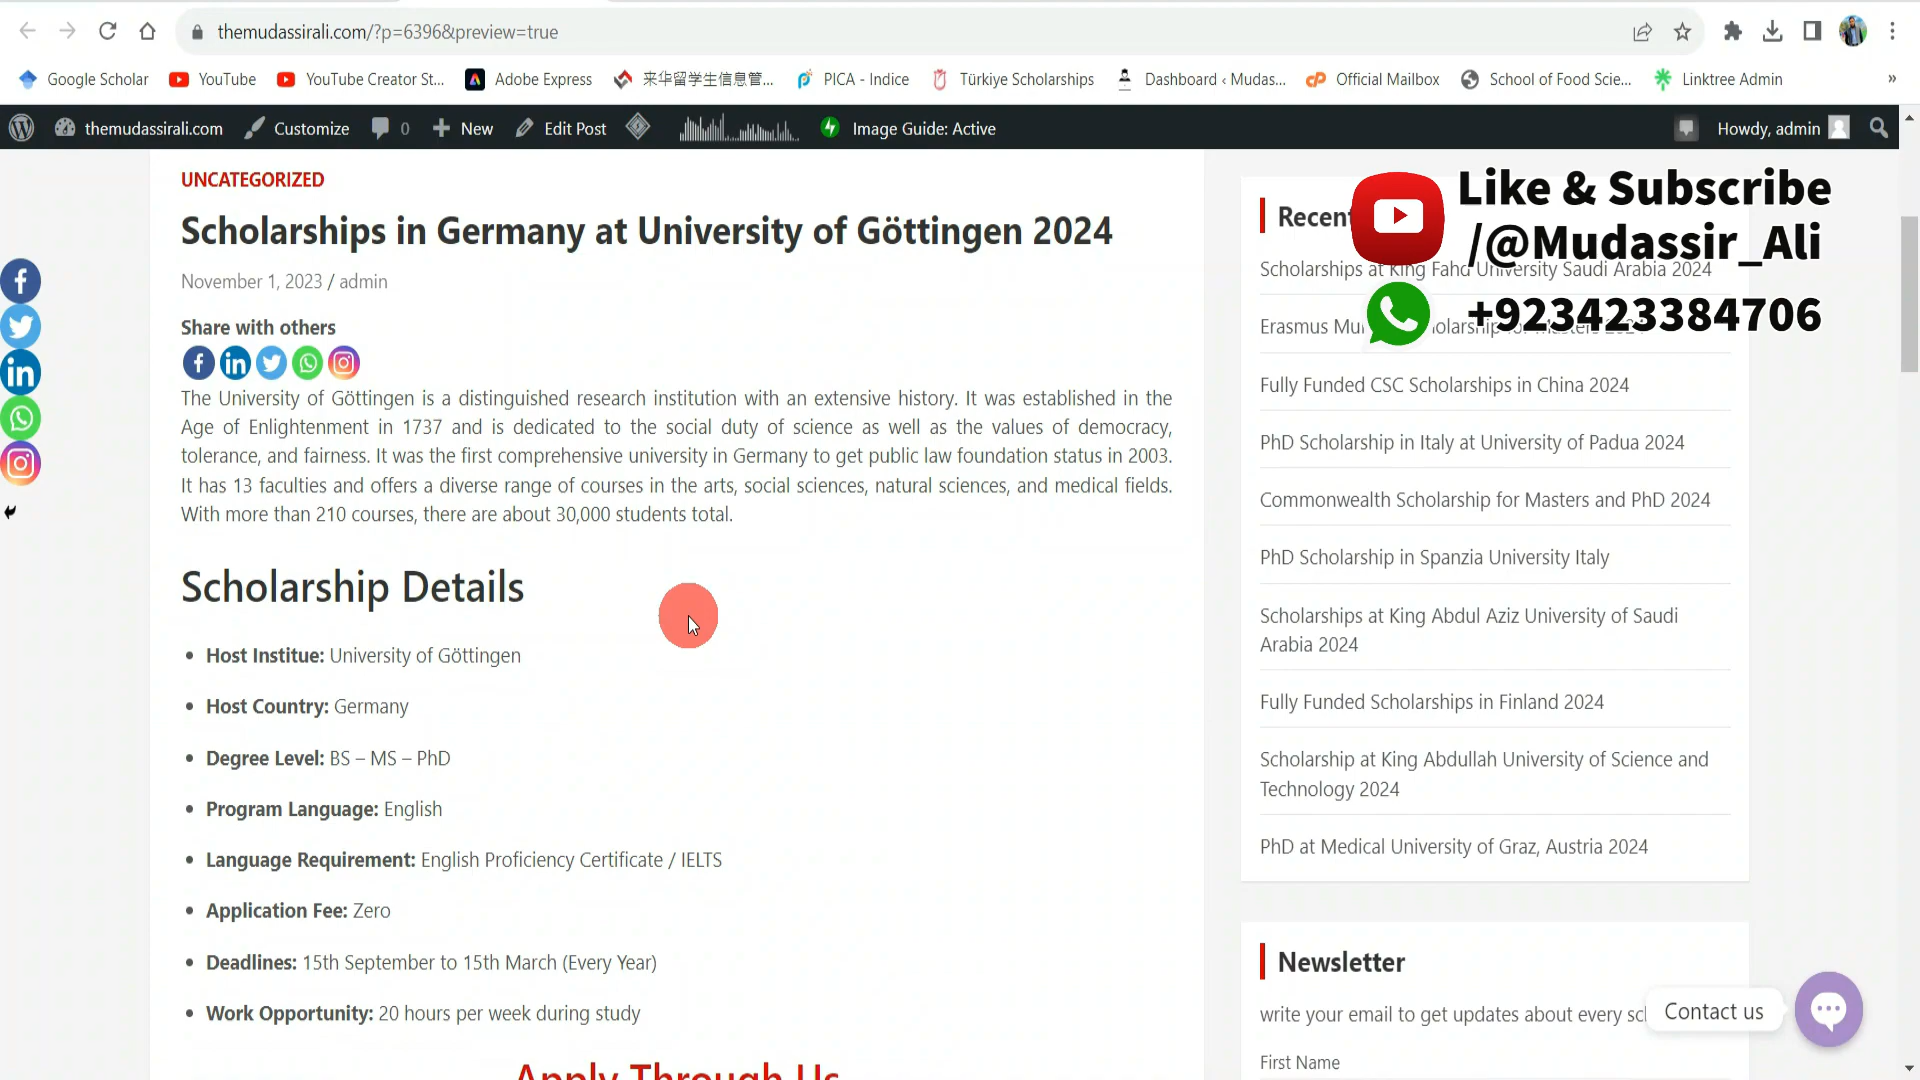 themudassirali.com/?p=6396&preview=true
Google Scholar
YouTube
YouTube Creator St...
Adobe Express
来华留学生信息管...
PICA - Indice
Türkiye Scholarships
Dashboard ‹ Mudas...
Official Mailbox
School of Food Scie...
Linktree Admin
»
themudassirali.com
Customize
0
New
Edit Post
Image Guide: Active
Howdy, admin
UNCATEGORIZED
Scholarships in Germany at University of Göttingen 2024
November 1, 2023 / admin
Share with others
The University of Göttingen is a distinguished research institution with an extensive history. It was established in the
Age of Enlightenment in 1737 and is dedicated to the social duty of science as well as the values of democracy,
tolerance, and fairness. It was the first comprehensive university in Germany to get public law foundation status in 2003.
It has 13 faculties and offers a diverse range of courses in the arts, social sciences, natural sciences, and medical fields.
With more than 210 courses, there are about 30,000 students total.
Scholarship Details
• Host Institue: University of Göttingen
• Host Country: Germany
• Degree Level: BS – MS – PhD
• Program Language: English
• Language Requirement: English Proficiency Certificate / IELTS
• Application Fee: Zero
• Deadlines: 15th September to 15th March (Every Year)
• Work Opportunity: 20 hours per week during study
Apply Through Us
Like & Subscribe
/@Mudassir_Ali
+923423384706
Recent
Scholarships at King Fahd University Saudi Arabia 2024
Erasmus
Fully Funded CSC Scholarships in China 2024
PhD Scholarship in Italy at University of Padua 2024
Commonwealth Scholarship for Masters and PhD 2024
PhD Scholarship in Spanzia University Italy
Scholarships at King Abdul Aziz University of Saudi
Arabia 2024
Fully Funded Scholarships in Finland 2024
Scholarship at King Abdullah University of Science and
Technology 2024
PhD at Medical University of Graz, Austria 2024
Newsletter
write your email to get updates about every
Contact us
First Name